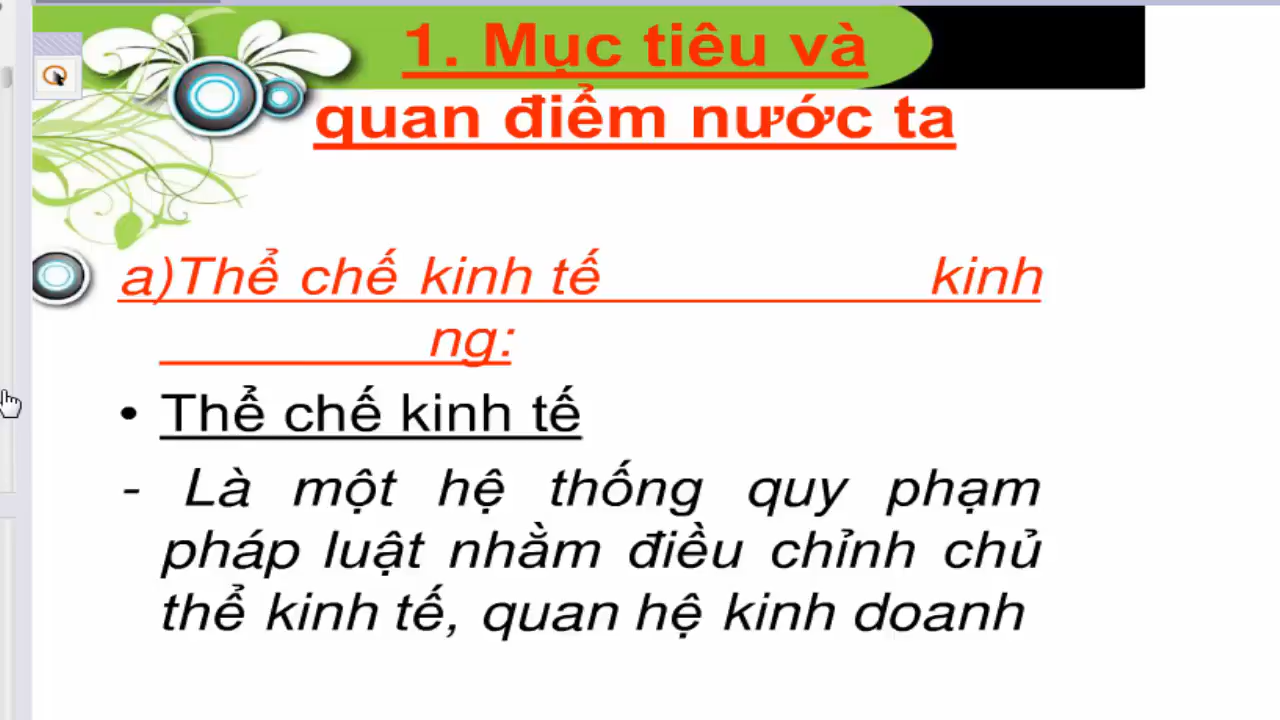 1. Mục tiêu và
quan điểm nước ta
a)Thể chế kinh tế kinh
ng:
• Thể chế kinh tế
- Là một hệ thống quy phạm
pháp luật nhằm điều chỉnh chủ
thể kinh tế, quan hệ kinh doanh